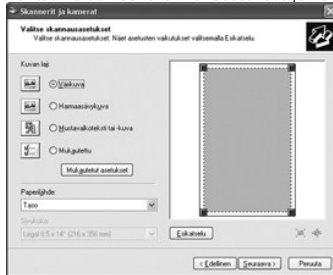 Skannerit ja kamerat
Valitse skannausasetukset
Valitse skannausasetukset. Näet asetusten vaikutukset valitsemalla Esikatselu.
Kuvan laji:
Värikuva
Harmaasävykuva
Mustavalkoteksti tai -kuva
Mukautettu
Mukautetut asetukset
Paperilähde:
Taso
Sivukoko:
Legal 8.5 x 14" (216 x 356 mm)
Esikatselu
< Edellinen
Seuraava >
Peruuta